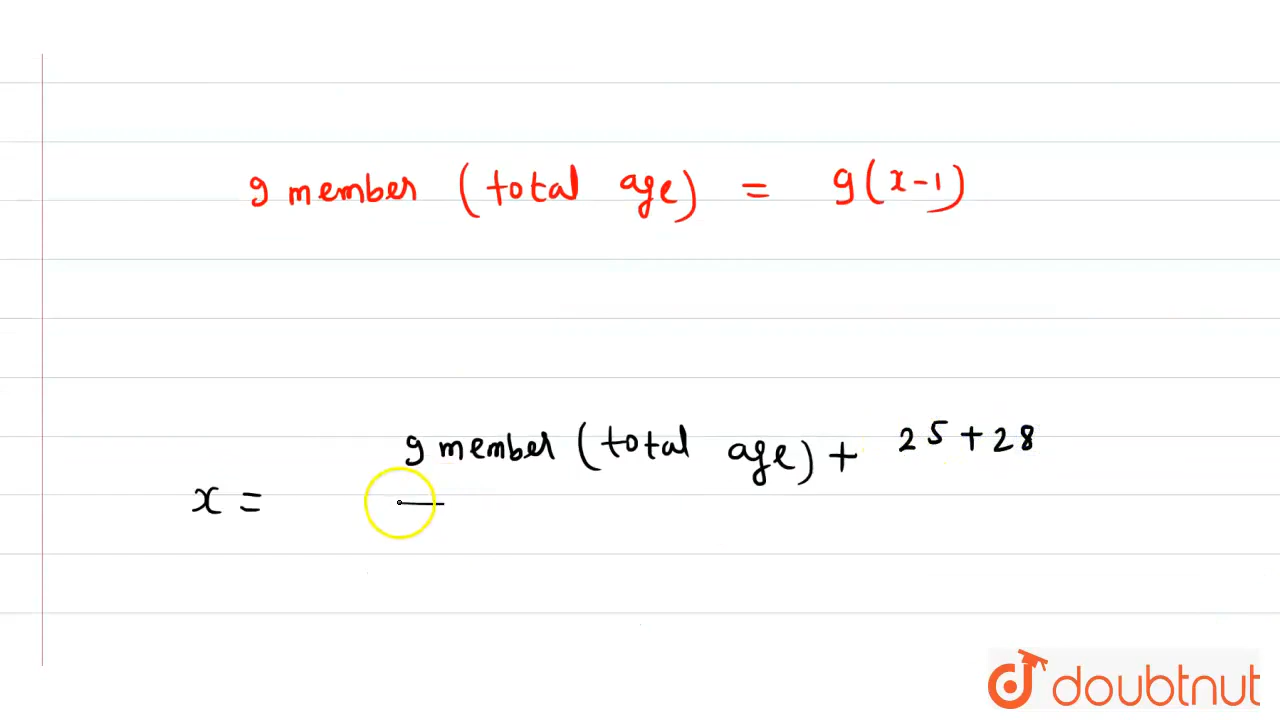 9 member (total age) = 9(x-1)
9 member (total age) + 25+28
x =
doubtnut